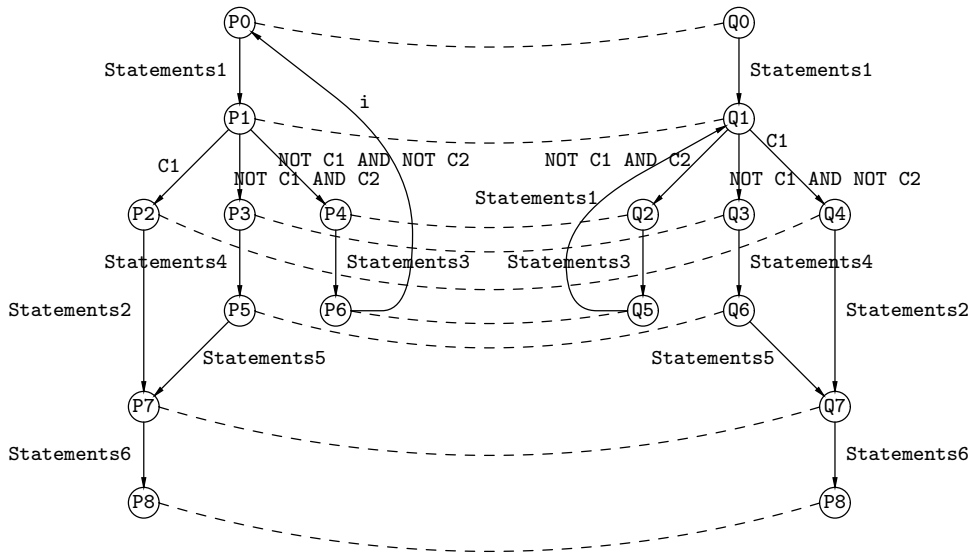 P0 Q0
Statements1 Statements1
i
P1 Q1
C1 NOT C1 AND NOT C2 NOT C1 AND C2 C1
NOT C1 AND C2 NOT C1 AND NOT C2
Statements1
P2 P3 P4 Q2 Q3 Q4
Statements4 Statements3 Statements3 Statements4
Statements2 P5 P6 Q5 Q6 Statements2
Statements5 Statements5
P7 Q7
Statements6 Statements6
P8 P8